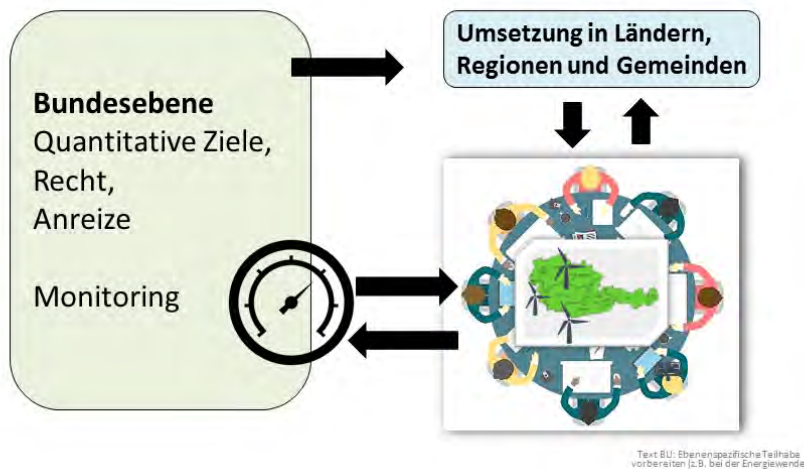 Bundesebene
Quantitative Ziele,
Recht,
Anreize
Monitoring
Umsetzung in Ländern,
Regionen und Gemeinden
Text BU: Ebenenspezifische Teilhabe
vorbereiten (z.B. bei der Energiewende